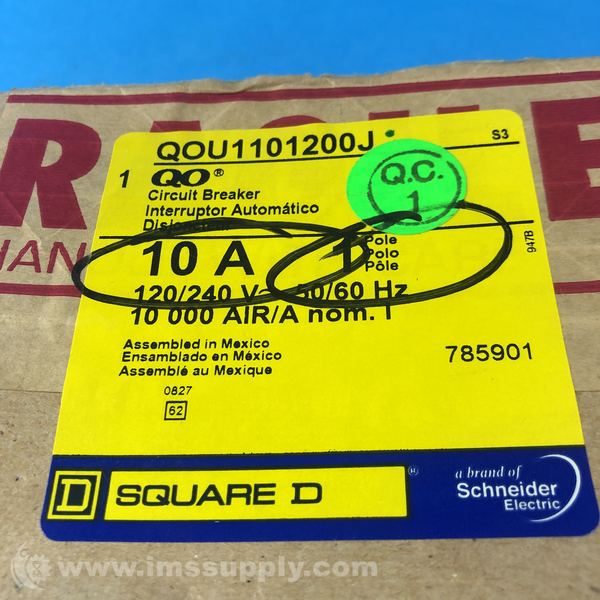 RAGILE
HAN
QOU1101200J
S3
1 QO®
Circuit Breaker
Interruptor Automático
Q.C.
1
10 A 1
Pole
Polo
Pôle
947B
120/240 V~ 50/60 Hz
10 000 AIR/A nom. I
Assembled in Mexico
Ensamblado en México
Assemblé au Mexique
785901
0827
62
D SQUARE D
®
a brand of
Schneider
Electric
www.imssupply.com